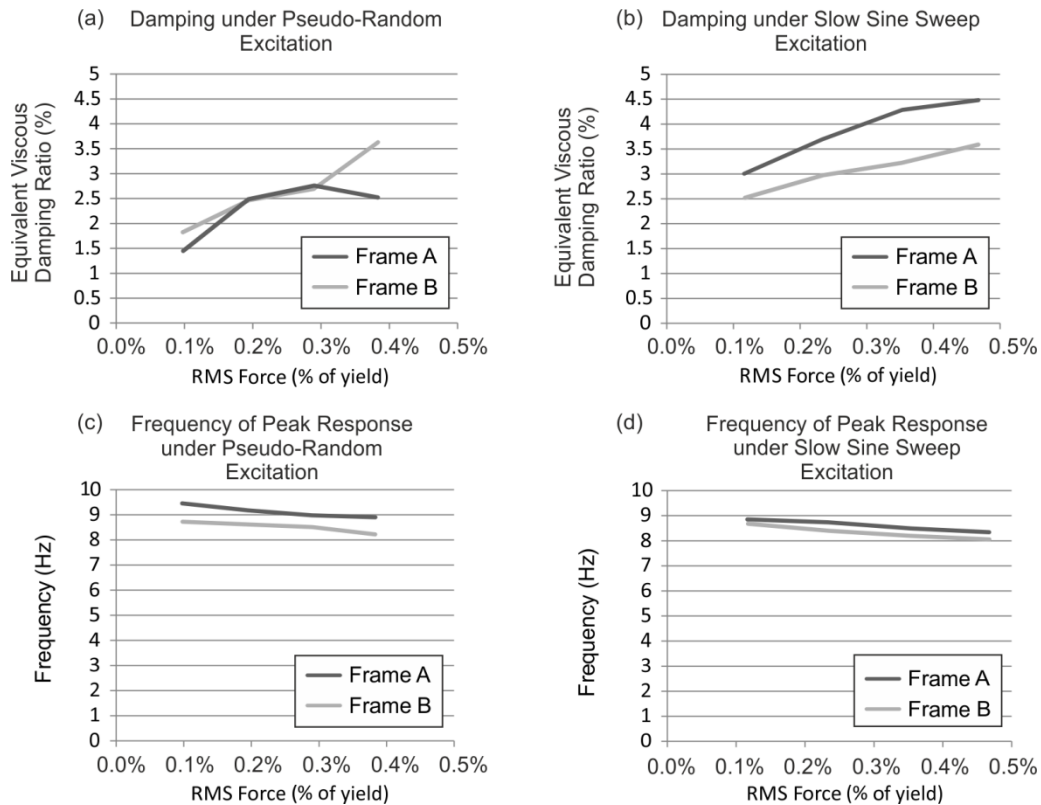 (a) Damping under Pseudo-Random
Excitation
Equivalent Viscous
Damping Ratio (%)
5
4.5
4
3.5
3
2.5
2
1.5
1
0.5
0
Frame A
Frame B
0.0% 0.1% 0.2% 0.3% 0.4% 0.5%
RMS Force (% of yield)
(b) Damping under Slow Sine Sweep
Excitation
Equivalent Viscous
Damping Ratio (%)
5
4.5
4
3.5
3
2.5
2
1.5
1
0.5
0
Frame A
Frame B
0.0% 0.1% 0.2% 0.3% 0.4% 0.5%
RMS Force (% of yield)
(c) Frequency of Peak Response
under Pseudo-Random
Excitation
Frequency (Hz)
10
9
8
7
6
5
4
3
2
1
0
Frame A
Frame B
0.0% 0.1% 0.2% 0.3% 0.4% 0.5%
RMS Force (% of yield)
(d) Frequency of Peak Response
under Slow Sine Sweep
Excitation
Frequency (Hz)
10
9
8
7
6
5
4
3
2
1
0
Frame A
Frame B
0.0% 0.1% 0.2% 0.3% 0.4% 0.5%
RMS Force (% of yield)